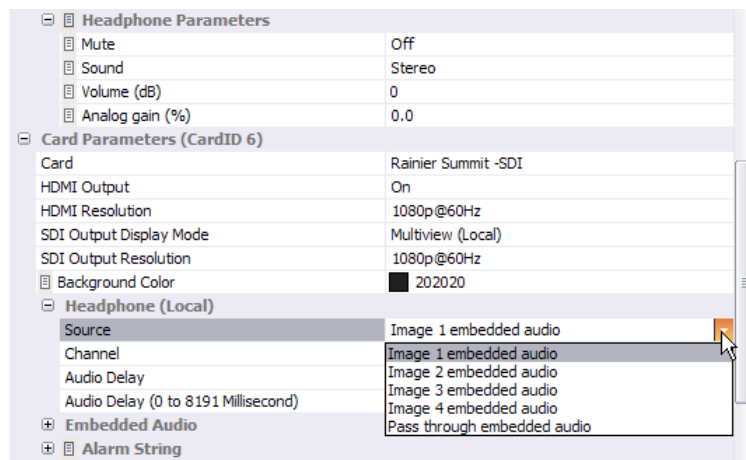 Headphone Parameters
Mute Off
Sound Stereo
Volume (dB) 0
Analog gain (%) 0.0
Card Parameters (CardID 6)
Card Rainier Summit -SDI
HDMI Output On
HDMI Resolution 1080p@60Hz
SDI Output Display Mode Multiview (Local)
SDI Output Resolution 1080p@60Hz
Background Color 202020
Headphone (Local)
Source Image 1 embedded audio
Channel Image 1 embedded audio
Audio Delay Image 2 embedded audio
Image 3 embedded audio
Audio Delay (0 to 8191 Millisecond) Image 4 embedded audio
Embedded Audio Pass through embedded audio
Alarm String